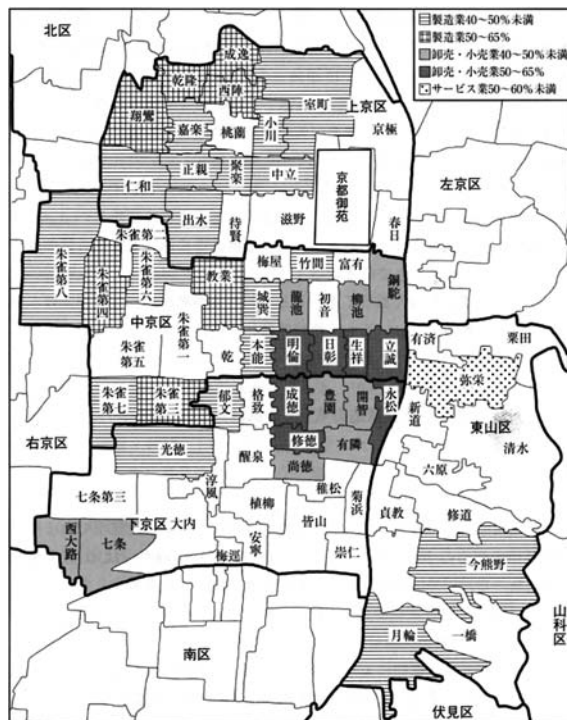 製造業40～50%未満
製造業50～65%
卸売・小売業40～50%未満
卸売・小売業50～65%
サービス業50～60%未満
北区
成逸
乾隆
西陣
室町
上京区
翔鸞
嘉楽
桃薗
小川
京極
左京区
正親
聚楽
中立
京都御苑
仁和
出水
待賢
滋野
春日
朱雀第二
朱雀第八
朱雀第四
朱雀第六
教業
梅屋
竹間
富有
銅駝
城巽
龍池
初音
柳池
中京区
朱雀第一
朱雀第五
乾
本能
明倫
日彰
生祥
立誠
有済
粟田
弥栄
朱雀第七
朱雀第三
郁文
格致
成徳
豊園
開智
永松
新道
東山区
清水
右京区
光徳
醒泉
修徳
有隣
尚徳
六原
七条第三
淳風
稚松
植柳
菊浜
貞教
修道
西大路
七条
下京区
大内
皆山
安寧
梅逕
崇仁
今熊野
山科区
月輪
一橋
南区
伏見区